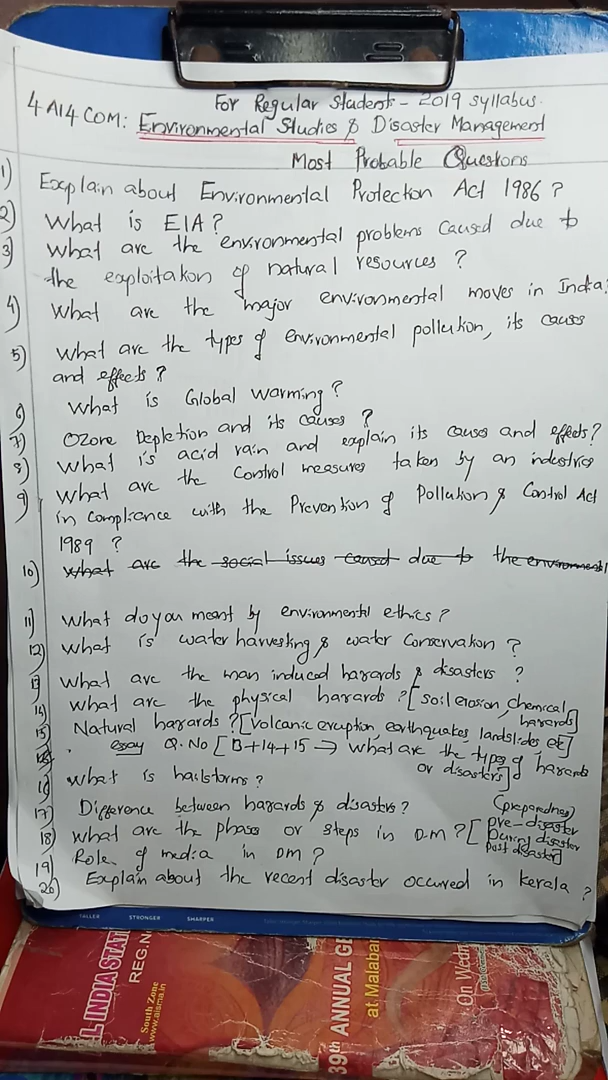 For Regular Students - 2019 syllabus.
4 A14 COM: Environmental Studies & Disaster Management
Most Probable Questions
1) Explain about Environmental Protection Act 1986 ?
2) What is EIA ?
3) What are the environmental problems caused due to
the exploitation of natural resources ?
4) What are the major environmental moves in India?
5) What are the types of environmental pollution, its causes
and effects ?
6) What is Global Warming ?
7) Ozone Depletion and its causes ?
8) What is acid rain and explain its causes and effects?
9) What are the control measures taken by an industries
in compliance with the Prevention of Pollution & Control Act
1989 ?
10) What are the social issues caused due to the environmental
11) What do you meant by environmental ethics ?
12) What is water harvesting & water Conservation ?
13) What are the man induced hazards & disasters ?
14) What are the physical hazards ? [soil erosion, chemical
hazards]
15) Natural hazards ? [Volcanic eruption, earthquakes, landslides etc]
essay Q.No [13+14+15 → What are the types of hazards
or disasters]
16) What is hailstorms ?
17) Difference between hazards & disasters ?
18) What are the phases or steps in D.M ? [pre-disaster
(preparedness)
During disaster
Post disaster]
19) Role of media in DM ?
20) Explain about the recent disaster occured in Kerala ?
TALLER STRONGER SHARPER
L INDIA STATI
REG.N
South Zone
www.aisma.in
39th ANNUAL GE
at Malabar
On Wedn